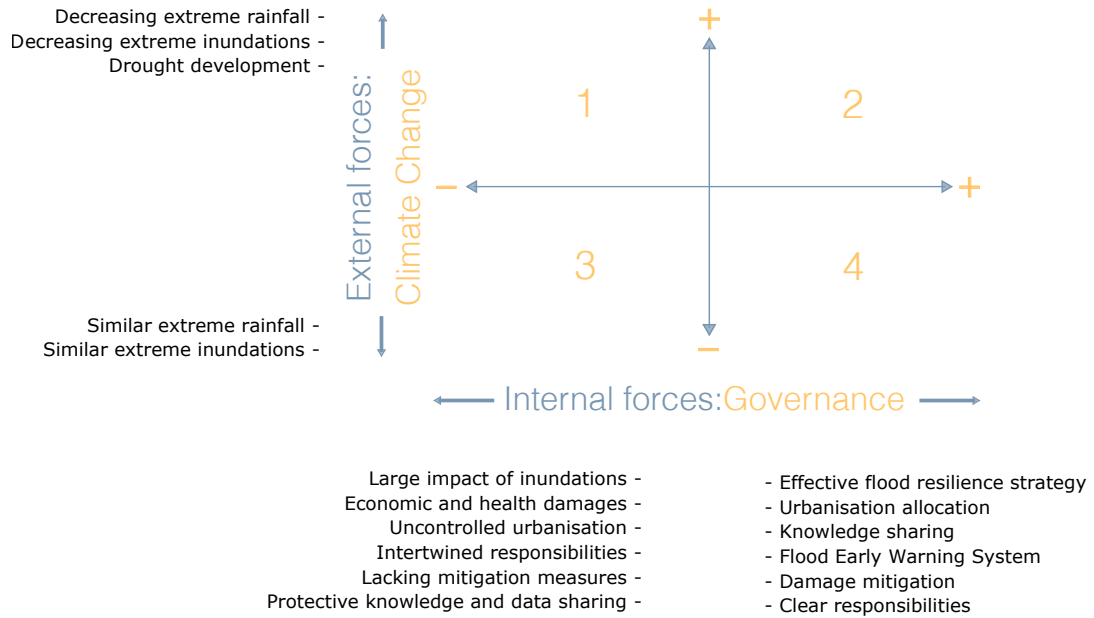 Decreasing extreme rainfall -
Decreasing extreme inundations -
Drought development -
External forces:
Climate Change
Similar extreme rainfall -
Similar extreme inundations -
+
1
2
–
+
3
4
–
Internal forces:Governance
Large impact of inundations -
Economic and health damages -
Uncontrolled urbanisation -
Intertwined responsibilities -
Lacking mitigation measures -
Protective knowledge and data sharing -
- Effective flood resilience strategy
- Urbanisation allocation
- Knowledge sharing
- Flood Early Warning System
- Damage mitigation
- Clear responsibilities